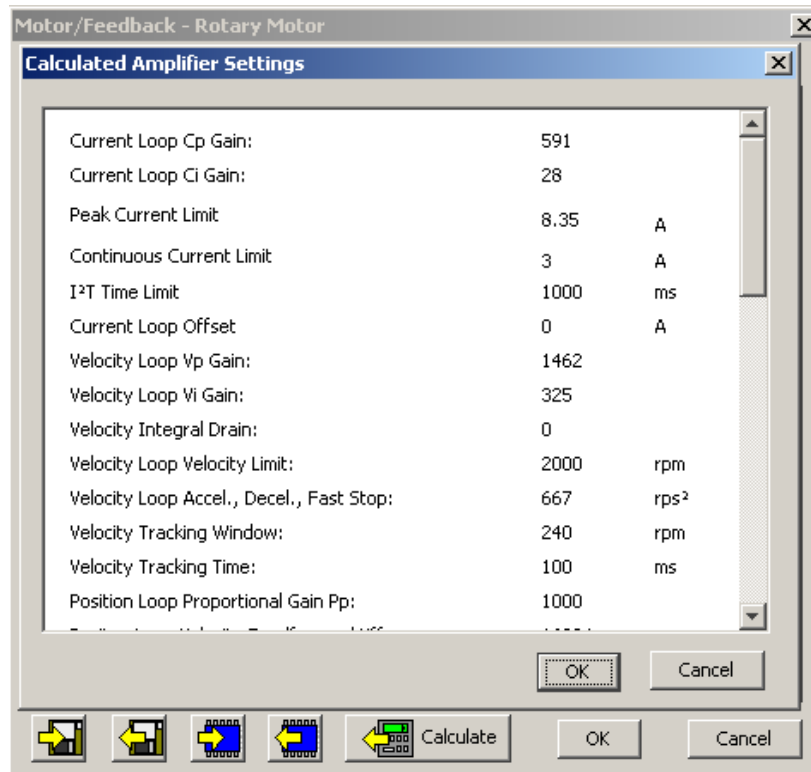 Motor/Feedback - Rotary Motor
Calculated Amplifier Settings
Current Loop Cp Gain: 591
Current Loop Ci Gain: 28
Peak Current Limit 8.35 A
Continuous Current Limit 3 A
I²T Time Limit 1000 ms
Current Loop Offset 0 A
Velocity Loop Vp Gain: 1462
Velocity Loop Vi Gain: 325
Velocity Integral Drain: 0
Velocity Loop Velocity Limit: 2000 rpm
Velocity Loop Accel., Decel., Fast Stop: 667 rps²
Velocity Tracking Window: 240 rpm
Velocity Tracking Time: 100 ms
Position Loop Proportional Gain Pp: 1000
OK Cancel
Calculate OK Cancel